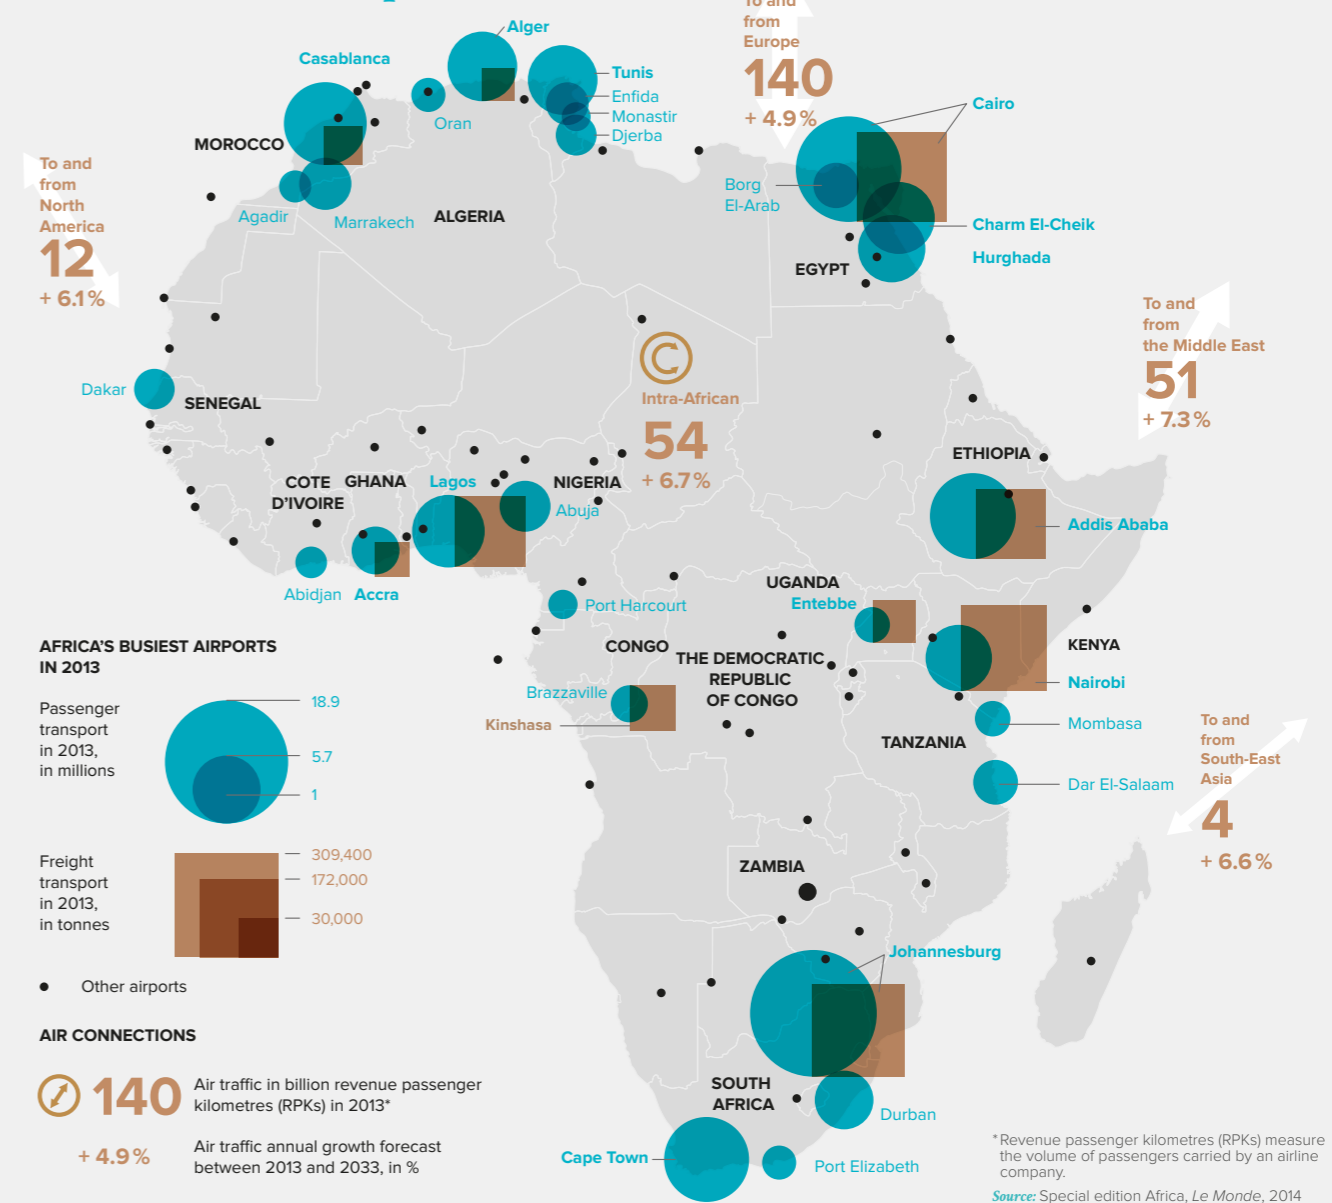 To and
from
Europe
140
+ 4.9%
Alger
Casablanca
Tunis
Enfida
Monastir
Djerba
Oran
MOROCCO
Cairo
To and
from
North
America
12
+ 6.1%
Agadir
Marrakech
ALGERIA
Borg
El-Arab
Charm El-Cheik
Hurghada
EGYPT
To and
from
the Middle East
51
+ 7.3%
Dakar
SENEGAL
Intra-African
54
+ 6.7%
COTE
D'IVOIRE
GHANA
Lagos
NIGERIA
Abuja
ETHIOPIA
Addis Ababa
Abidjan
Accra
Port Harcourt
UGANDA
Entebbe
CONGO
THE DEMOCRATIC
REPUBLIC
OF CONGO
KENYA
Nairobi
Brazzaville
Kinshasa
Mombasa
TANZANIA
Dar El-Salaam
To and
from
South-East
Asia
4
+ 6.6%
ZAMBIA
Johannesburg
SOUTH
AFRICA
Durban
Cape Town
Port Elizabeth
AFRICA'S BUSIEST AIRPORTS
IN 2013
Passenger
transport
in 2013,
in millions
18.9
5.7
1
Freight
transport
in 2013,
in tonnes
309,400
172,000
30,000
Other airports
AIR CONNECTIONS
140
Air traffic in billion revenue passenger
kilometres (RPKs) in 2013*
+ 4.9%
Air traffic annual growth forecast
between 2013 and 2033, in %
*Revenue passenger kilometres (RPKs) measure
the volume of passengers carried by an airline
company.
Source: Special edition Africa, Le Monde, 2014